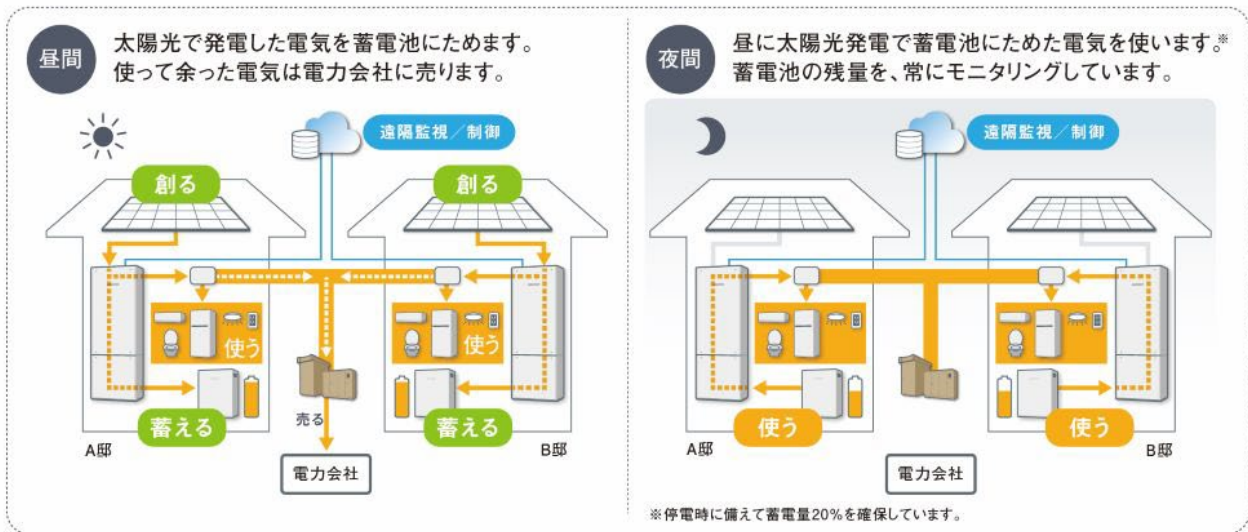 昼間
太陽光で発電した電気を蓄電池にためます。
使って余った電気は電力会社に売ります。
遠隔監視／制御
創る
創る
使う
使う
売る
蓄える
蓄える
A邸
B邸
電力会社
夜間
昼に太陽光発電で蓄電池にためた電気を使います。※
蓄電池の残量を、常にモニタリングしています。
遠隔監視／制御
使う
使う
A邸
B邸
電力会社
※停電時に備えて蓄電量20%を確保しています。